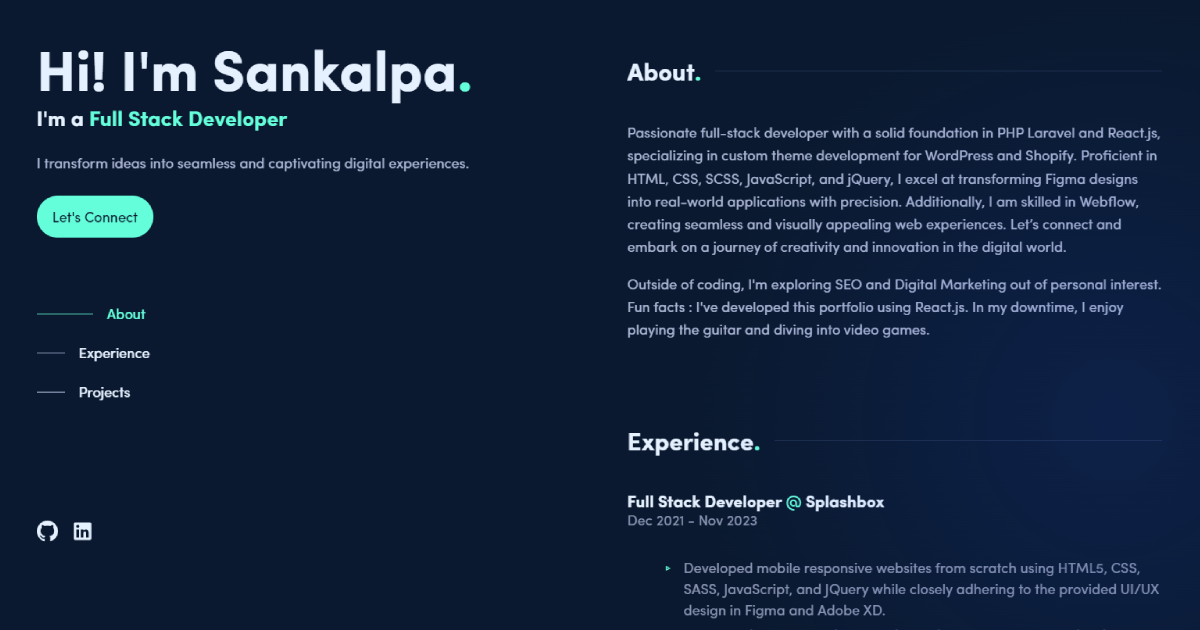 Hi! I'm Sankalpa.
I'm a Full Stack Developer
I transform ideas into seamless and captivating digital experiences.
Let's Connect
About
Experience
Projects
About.
Passionate full-stack developer with a solid foundation in PHP Laravel and React.js,
specializing in custom theme development for WordPress and Shopify. Proficient in
HTML, CSS, SCSS, JavaScript, and jQuery, I excel at transforming Figma designs
into real-world applications with precision. Additionally, I am skilled in Webflow,
creating seamless and visually appealing web experiences. Let’s connect and
embark on a journey of creativity and innovation in the digital world.
Outside of coding, I'm exploring SEO and Digital Marketing out of personal interest.
Fun facts : I've developed this portfolio using React.js. In my downtime, I enjoy
playing the guitar and diving into video games.
Experience.
Full Stack Developer @ Splashbox
Dec 2021 - Nov 2023
Developed mobile responsive websites from scratch using HTML5, CSS,
SASS, JavaScript, and JQuery while closely adhering to the provided UI/UX
design in Figma and Adobe XD.